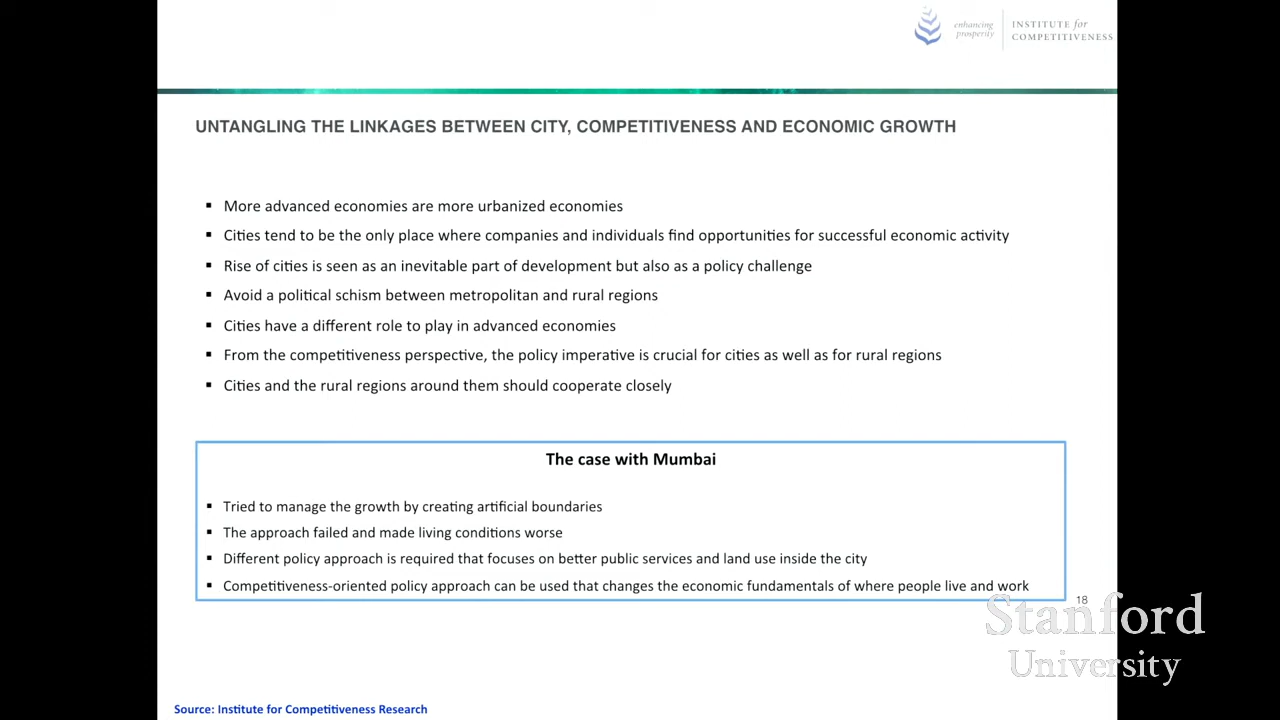 enhancing
prosperity
INSTITUTE for
COMPETITIVENESS
UNTANGLING THE LINKAGES BETWEEN CITY, COMPETITIVENESS AND ECONOMIC GROWTH
▪ More advanced economies are more urbanized economies
▪ Cities tend to be the only place where companies and individuals find opportunities for successful economic activity
▪ Rise of cities is seen as an inevitable part of development but also as a policy challenge
▪ Avoid a political schism between metropolitan and rural regions
▪ Cities have a different role to play in advanced economies
▪ From the competitiveness perspective, the policy imperative is crucial for cities as well as for rural regions
▪ Cities and the rural regions around them should cooperate closely
The case with Mumbai
▪ Tried to manage the growth by creating artificial boundaries
▪ The approach failed and made living conditions worse
▪ Different policy approach is required that focuses on better public services and land use inside the city
▪ Competitiveness-oriented policy approach can be used that changes the economic fundamentals of where people live and work
18
Stanford
University
Source: Institute for Competitiveness Research